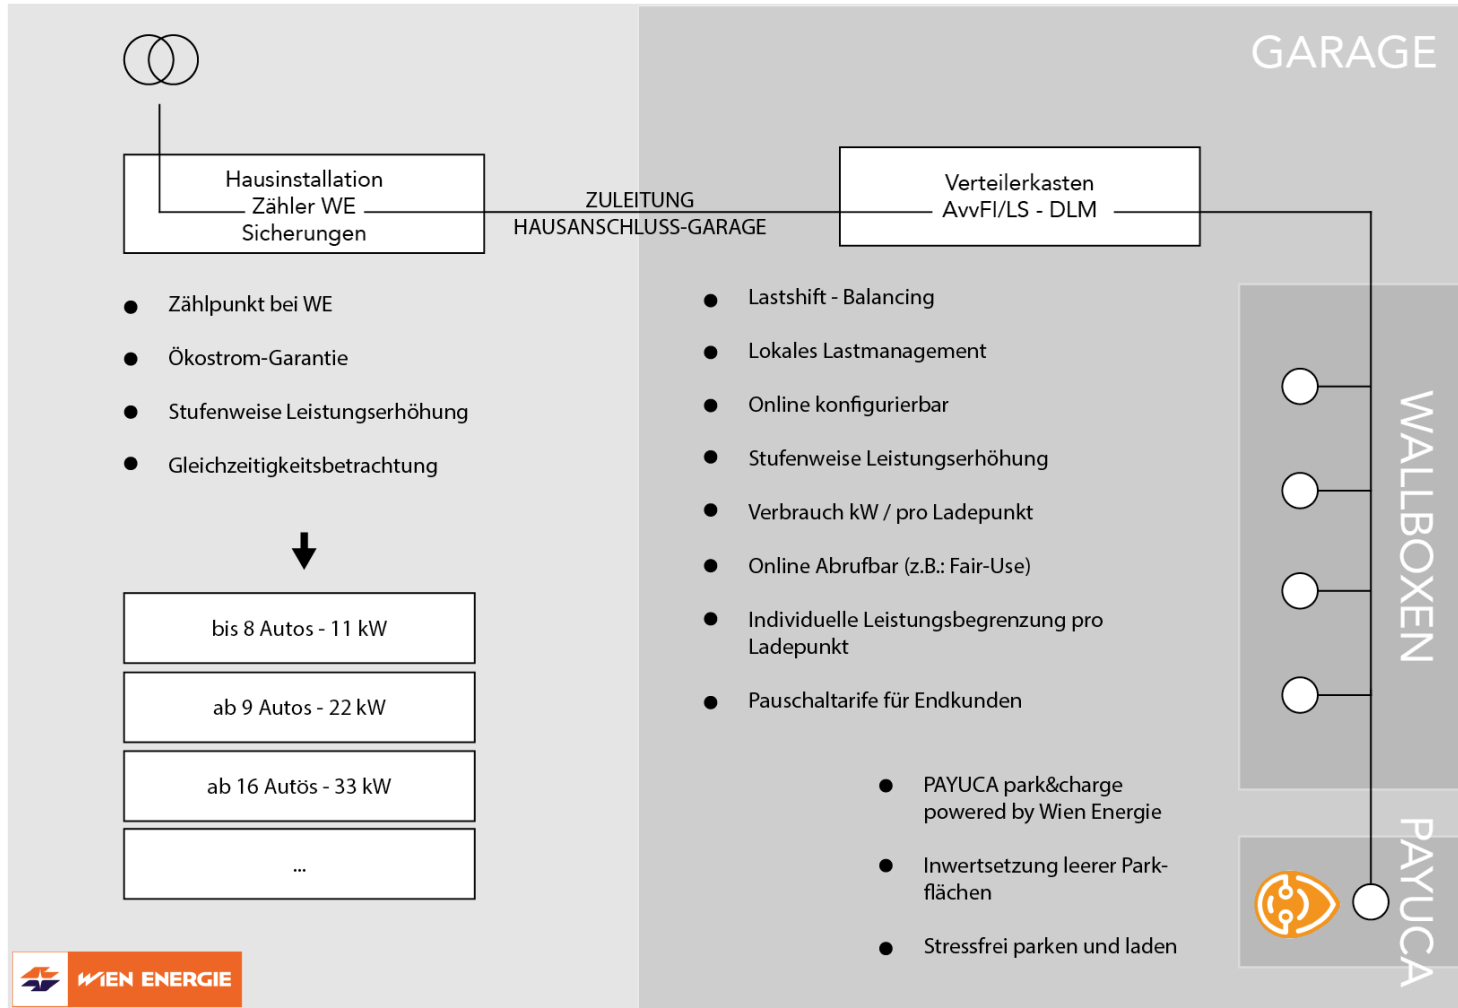 GARAGE
Hausinstallation
Zähler WE
Sicherungen
ZULEITUNG
HAUSANSCHLUSS-GARAGE
Verteilerkasten
AvvFI/LS - DLM
Zählpunkt bei WE
Ökostrom-Garantie
Stufenweise Leistungserhöhung
Gleichzeitigkeitsbetrachtung
bis 8 Autos - 11 kW
ab 9 Autos - 22 kW
ab 16 Autös - 33 kW
...
Lastshift - Balancing
Lokales Lastmanagement
Online konfigurierbar
Stufenweise Leistungserhöhung
Verbrauch kW / pro Ladepunkt
Online Abrufbar (z.B.: Fair-Use)
Individuelle Leistungsbegrenzung pro
Ladepunkt
Pauschaltarife für Endkunden
PAYUCA park&charge
powered by Wien Energie
Inwertsetzung leerer Park-
flächen
Stressfrei parken und laden
WALLBOXEN
PAYUCA
WIEN ENERGIE